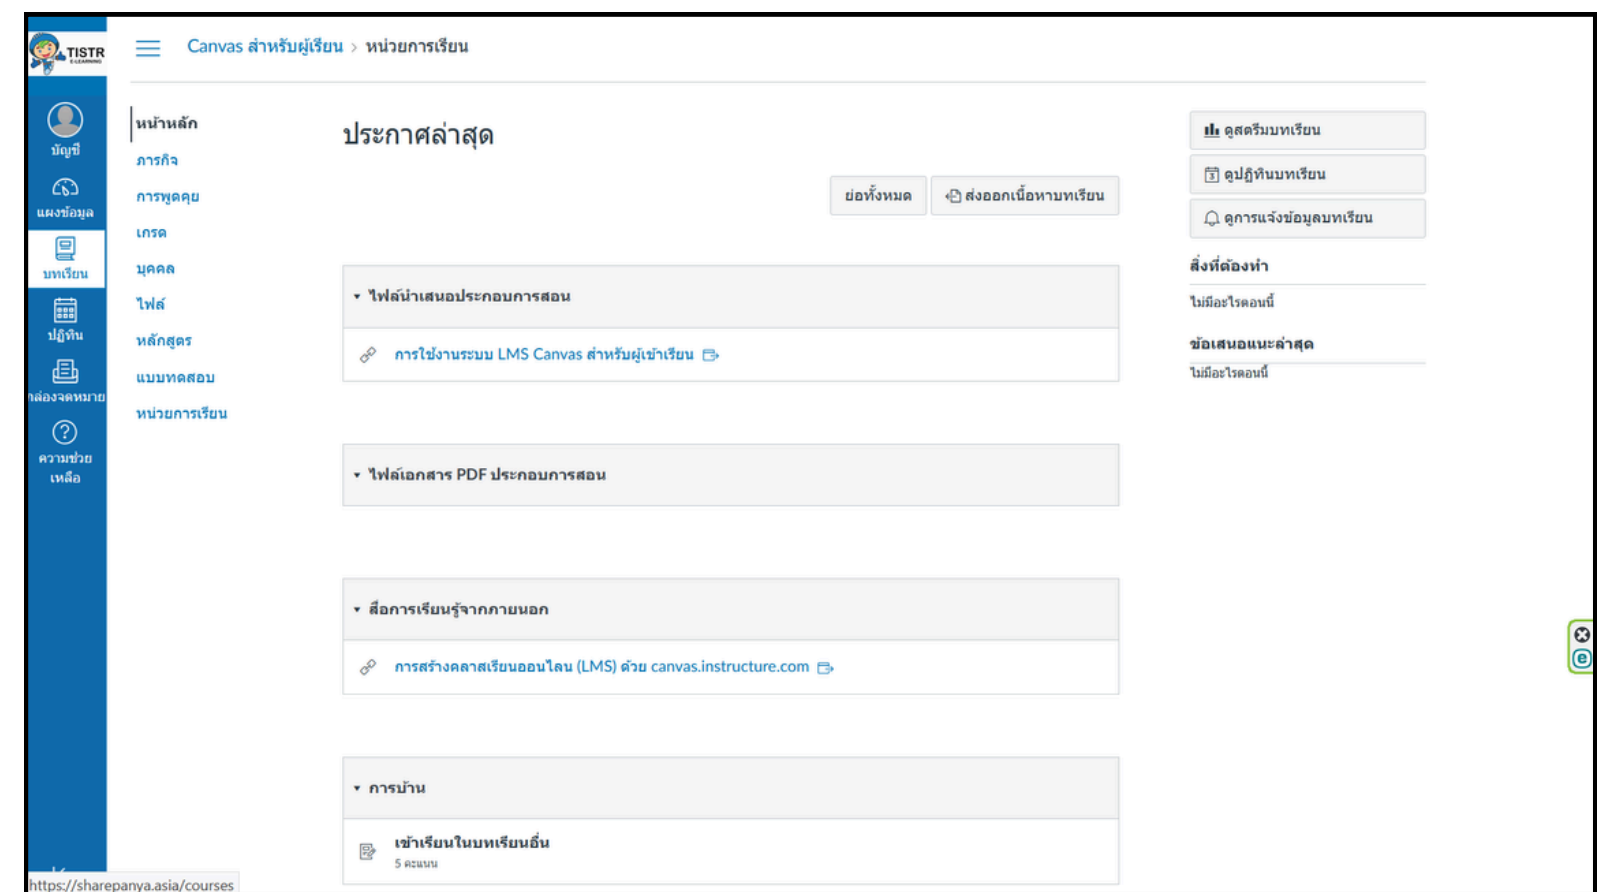 TISTR
E-LEARNING
Canvas สำหรับผู้เรียน › หน่วยการเรียน
บัญชี
แผงข้อมูล
บทเรียน
ปฏิทิน
กล่องจดหมาย
ความช่วย
เหลือ
หน้าหลัก
ภารกิจ
การพูดคุย
เกรด
บุคคล
ไฟล์
หลักสูตร
แบบทดสอบ
หน่วยการเรียน
ประกาศล่าสุด
ย่อทั้งหมด
ส่งออกเนื้อหาบทเรียน
ไฟล์นำเสนอประกอบการสอน
การใช้งานระบบ LMS Canvas สำหรับผู้เข้าเรียน
ไฟล์เอกสาร PDF ประกอบการสอน
สื่อการเรียนรู้จากภายนอก
การสร้างคลาสเรียนออนไลน (LMS) ด้วย canvas.instructure.com
การบ้าน
เข้าเรียนในบทเรียนอื่น
5 คะแนน
ดูสตรีมบทเรียน
ดูปฏิทินบทเรียน
ดูการแจ้งข้อมูลบทเรียน
สิ่งที่ต้องทำ
ไม่มีอะไรตอนนี้
ข้อเสนอแนะล่าสุด
ไม่มีอะไรตอนนี้
https://sharepanya.asia/courses